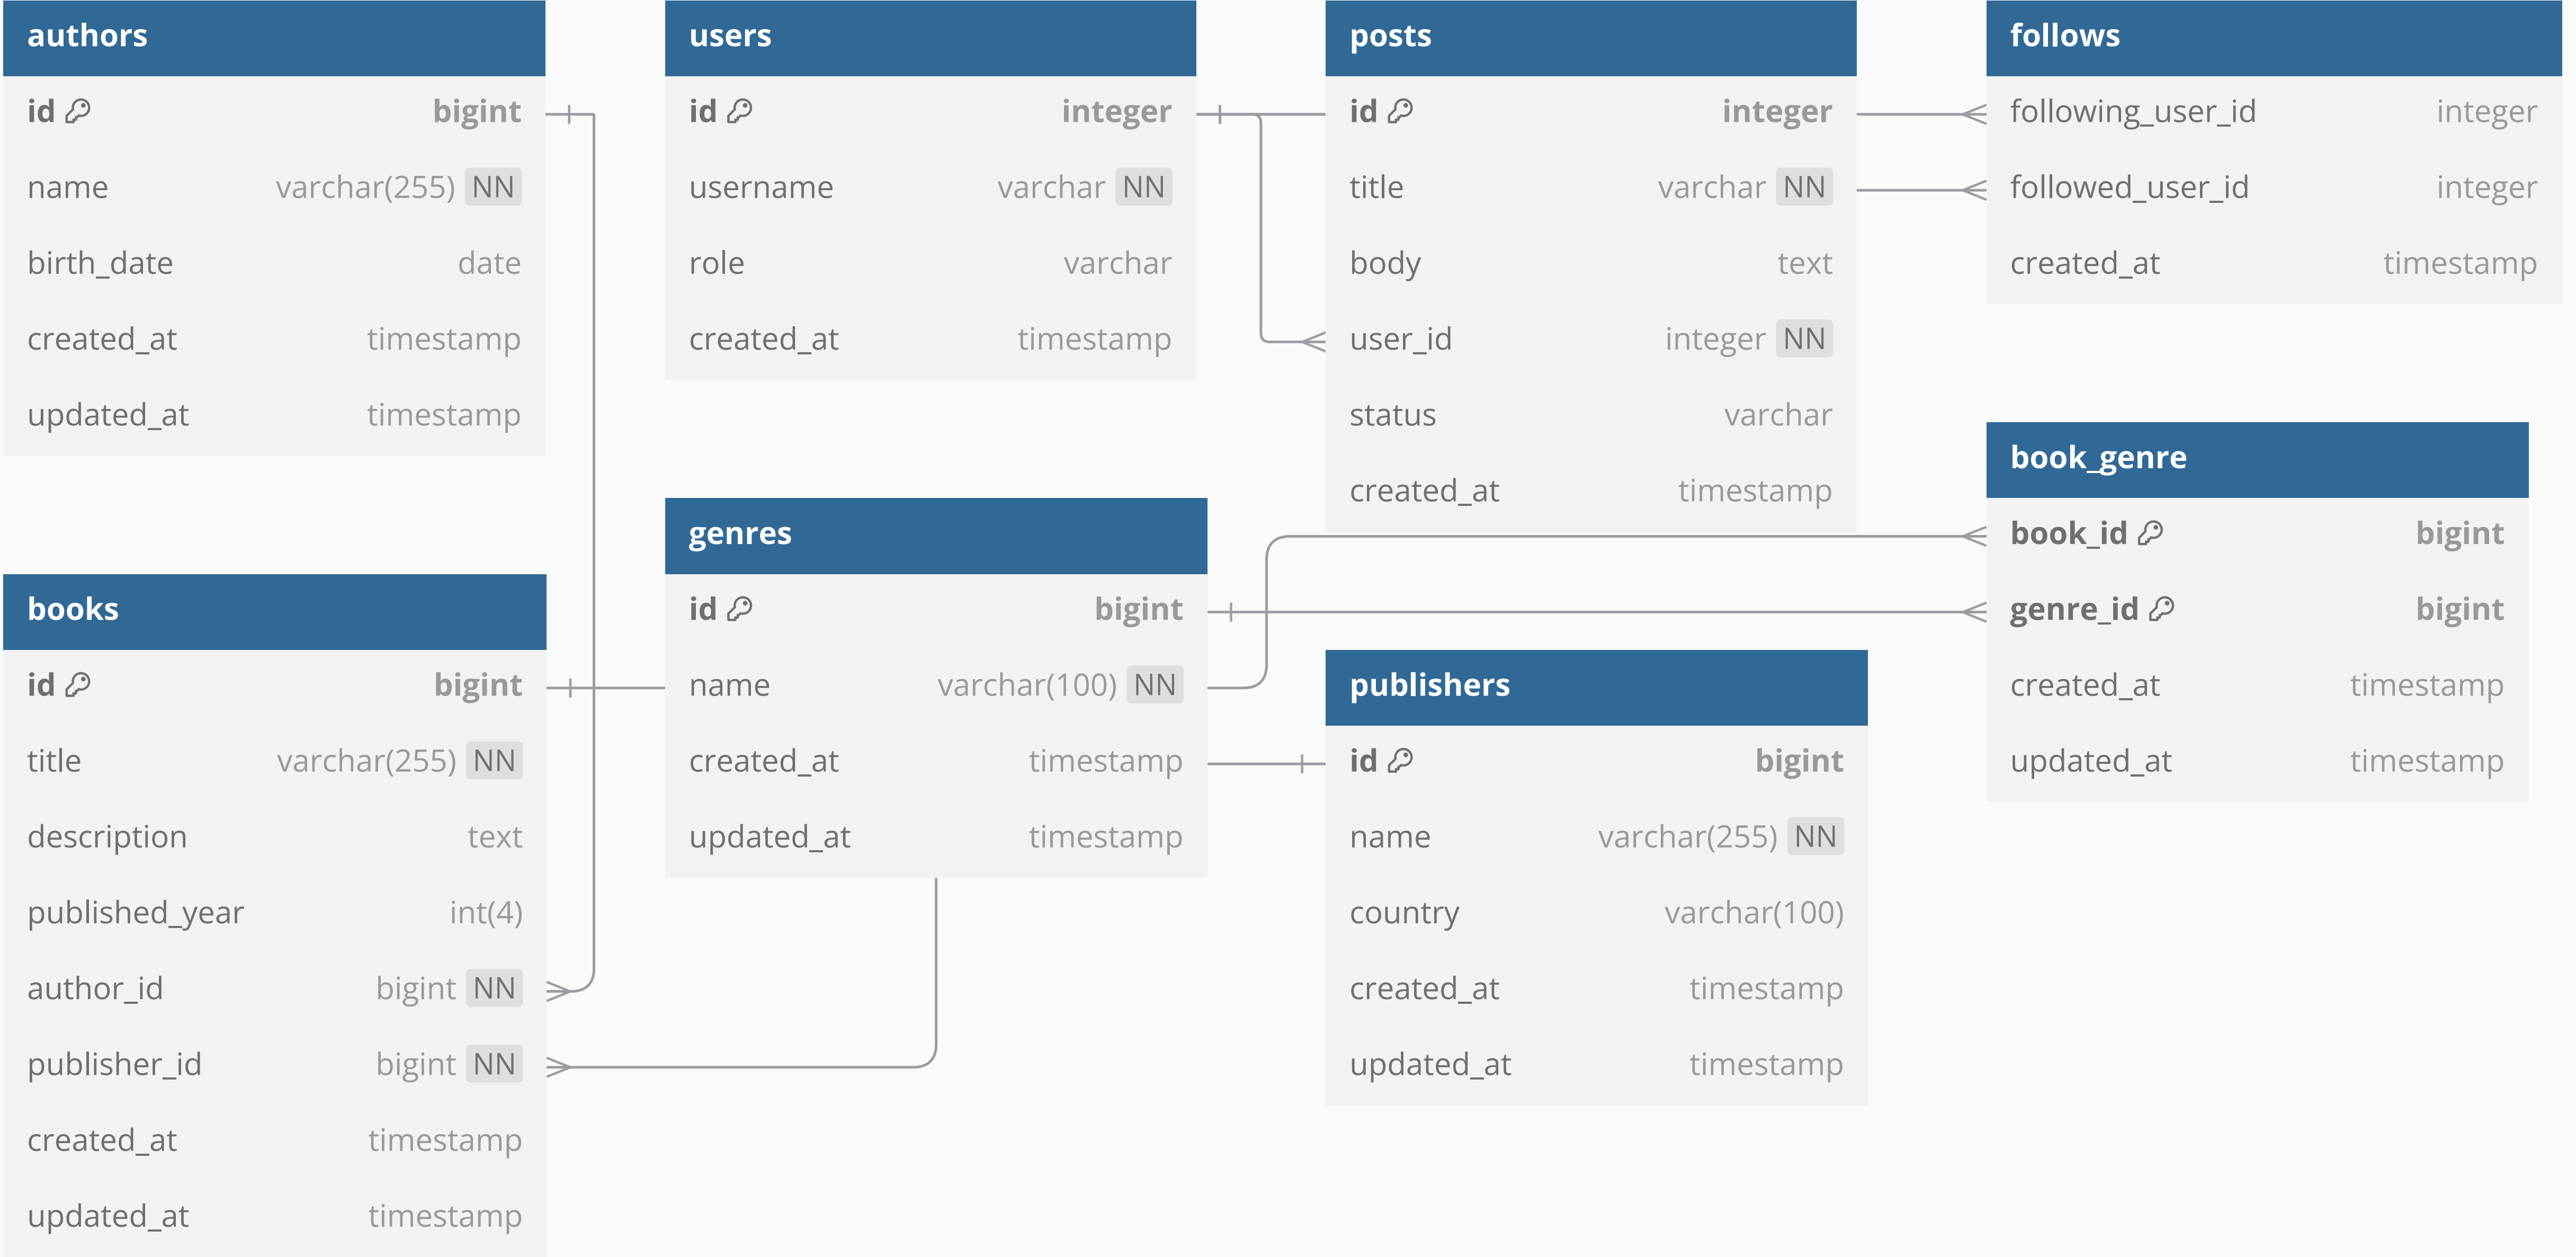 authors
id bigint
name varchar(255) NN
birth_date date
created_at timestamp
updated_at timestamp
users
id integer
username varchar NN
role varchar
created_at timestamp
posts
id integer
title varchar NN
body text
user_id integer NN
status varchar
created_at timestamp
follows
following_user_id integer
followed_user_id integer
created_at timestamp
books
id bigint
title varchar(255) NN
description text
published_year int(4)
author_id bigint NN
publisher_id bigint NN
created_at timestamp
updated_at timestamp
genres
id bigint
name varchar(100) NN
created_at timestamp
updated_at timestamp
publishers
id bigint
name varchar(255) NN
country varchar(100)
created_at timestamp
updated_at timestamp
book_genre
book_id bigint
genre_id bigint
created_at timestamp
updated_at timestamp